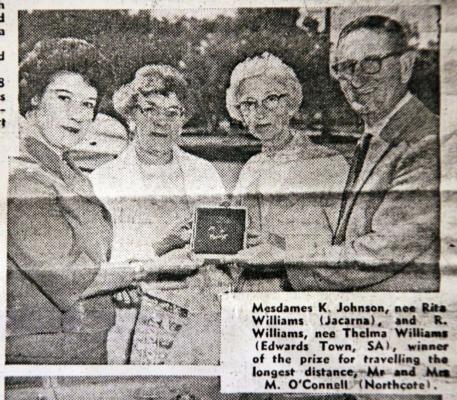 Mesdames K. Johnson, nee Rita
Williams (Jacarna), and R.
Williams, nee Thelma Williams
(Edwards Town, SA), winner
of the prize for travelling the
longest distance, Mr and Mrs
M. O'Connell (Northcote).